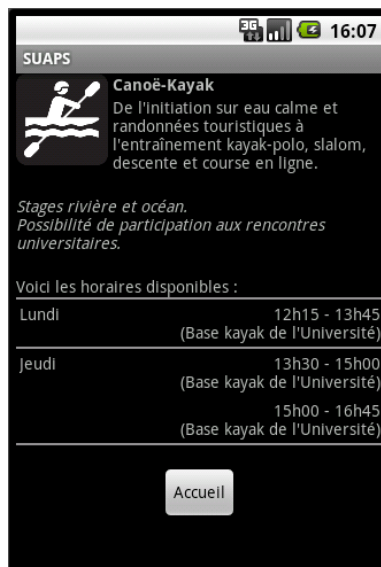 3G 16:07
SUAPS
Canoë-Kayak
De l'Initiation sur eau calme et
randonnées touristiques à
l'entraînement kayak-polo, slalom,
descente et course en ligne.
Stages rivière et océan.
Possibilité de participation aux rencontres
universitaires.
Voici les horaires disponibles :
Lundi 12h15 - 13h45
(Base kayak de l'Université)
Jeudi 13h30 - 15h00
(Base kayak de l'Université)
15h00 - 16h45
(Base kayak de l'Université)
Accueil